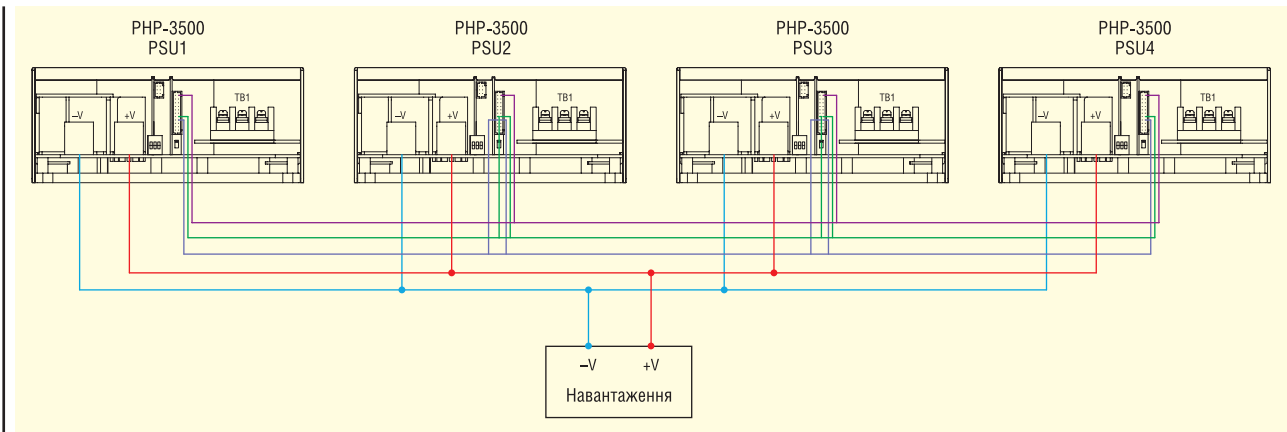 PHP-3500
PSU1
PHP-3500
PSU2
PHP-3500
PSU3
PHP-3500
PSU4
–V +V TB1
–V +V TB1
–V +V TB1
–V +V TB1
–V +V
Навантаження